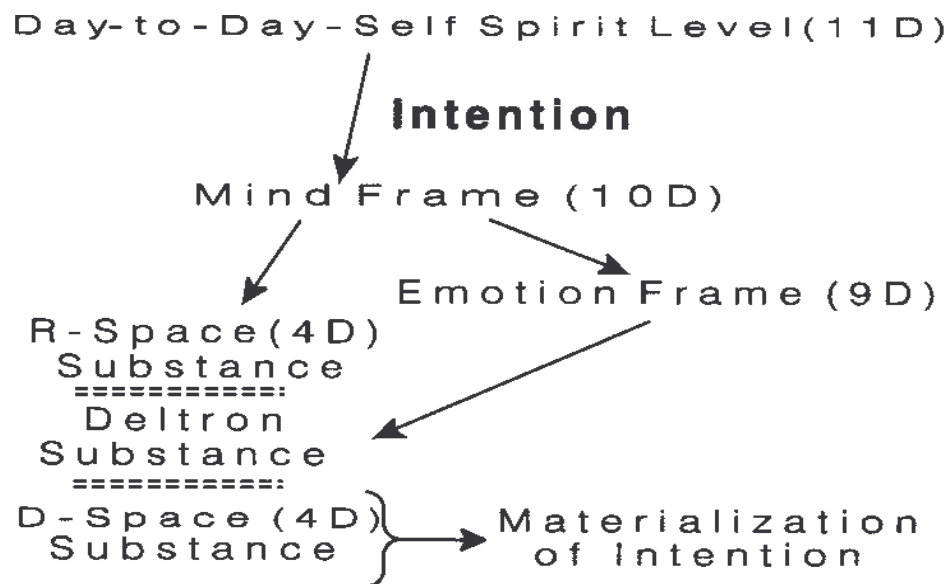 Day-to-Day-Self Spirit Level(11D)
Intention
Mind Frame (10D)
Emotion Frame (9D)
R-Space(4D)
Substance
===========
Deltron
Substance
===========
D-Space (4D)
Substance
Materialization
of Intention